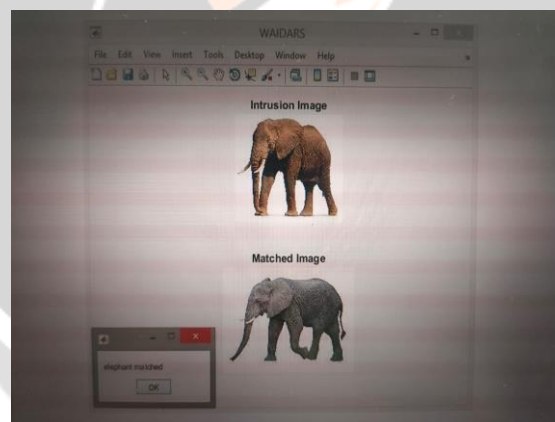 WAIDARS
File Edit View Insert Tools Desktop Window Help
Intrusion Image
Matched Image
elephant matched
OK